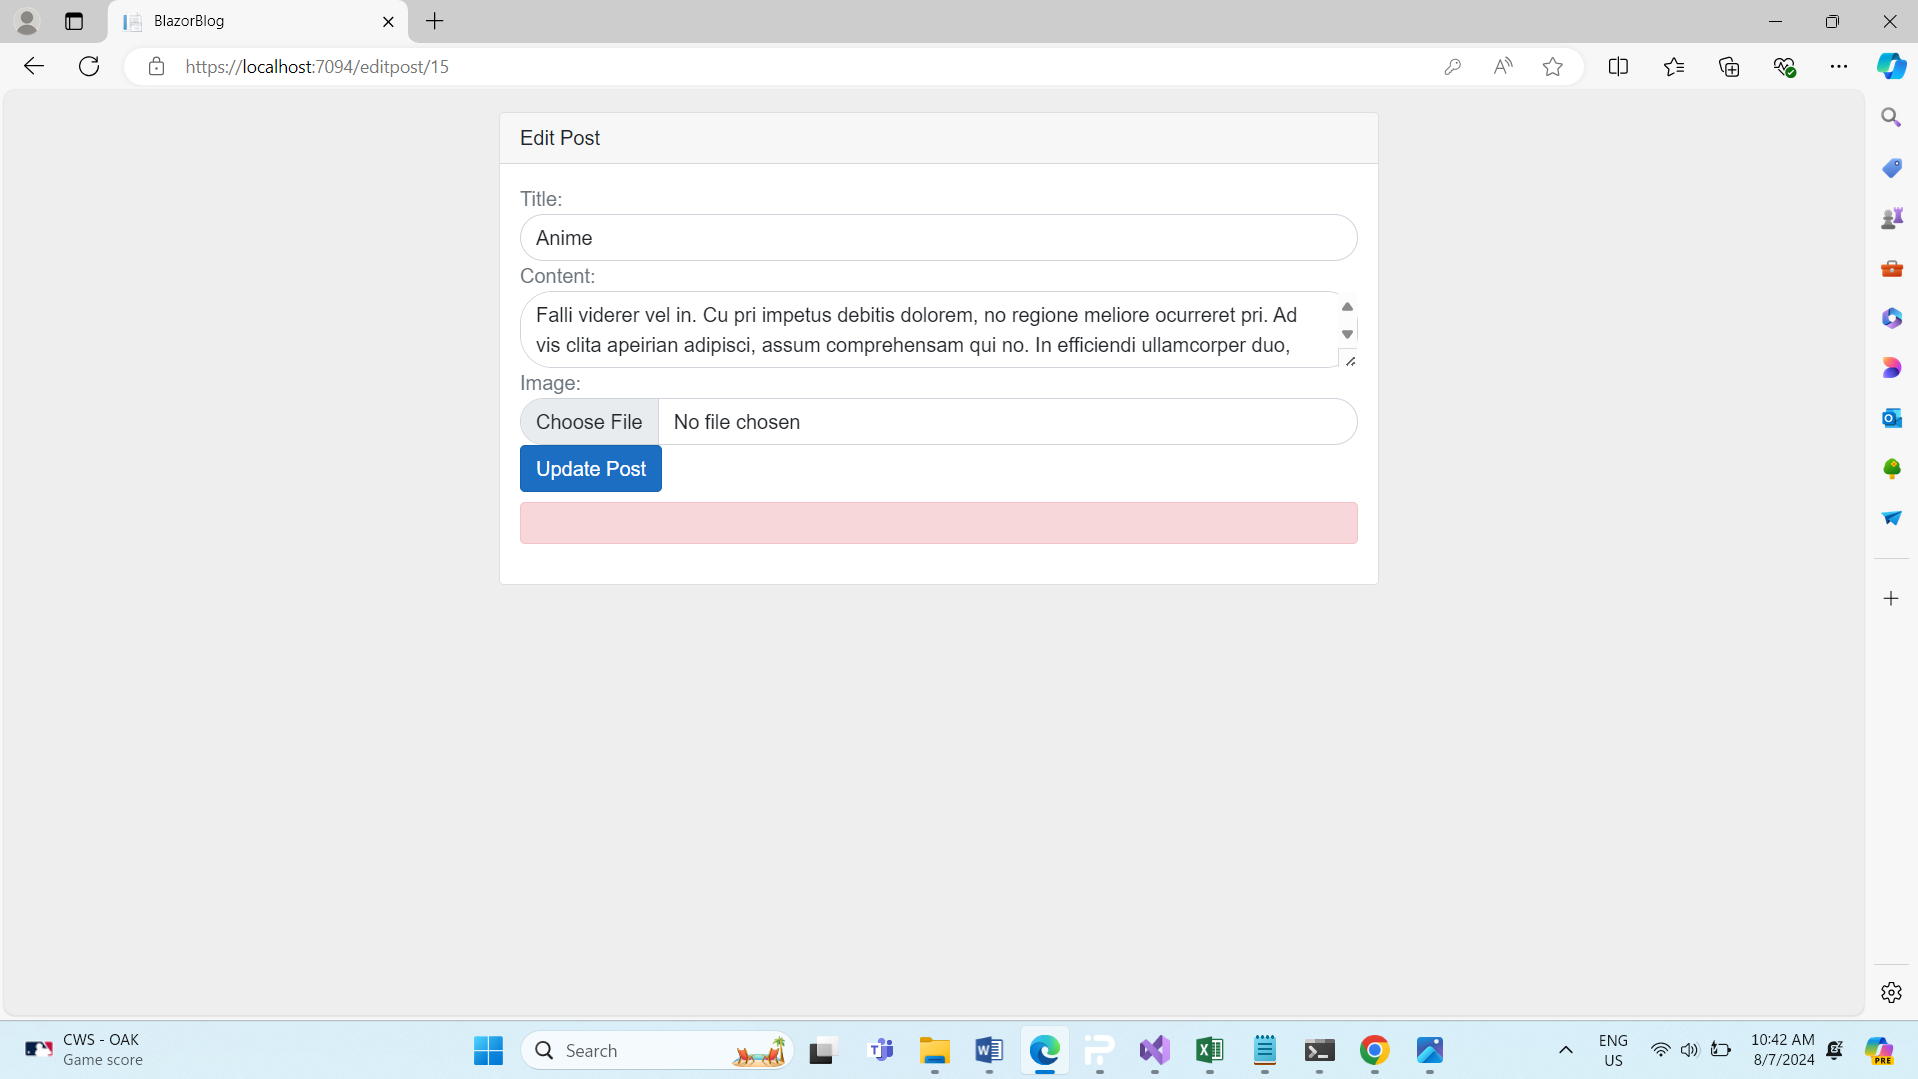 BlazorBlog
https://localhost:7094/editpost/15
Edit Post
Title:
Anime
Content:
Falli viderer vel in. Cu pri impetus debitis dolorem, no regione meliore ocurreret pri. Ad
vis clita apeirian adipisci, assum comprehensam qui no. In efficiendi ullamcorper duo,
Image:
Choose File No file chosen
Update Post
CWS - OAK
Game score
Search
ENG
US
10:42 AM
8/7/2024
PRE